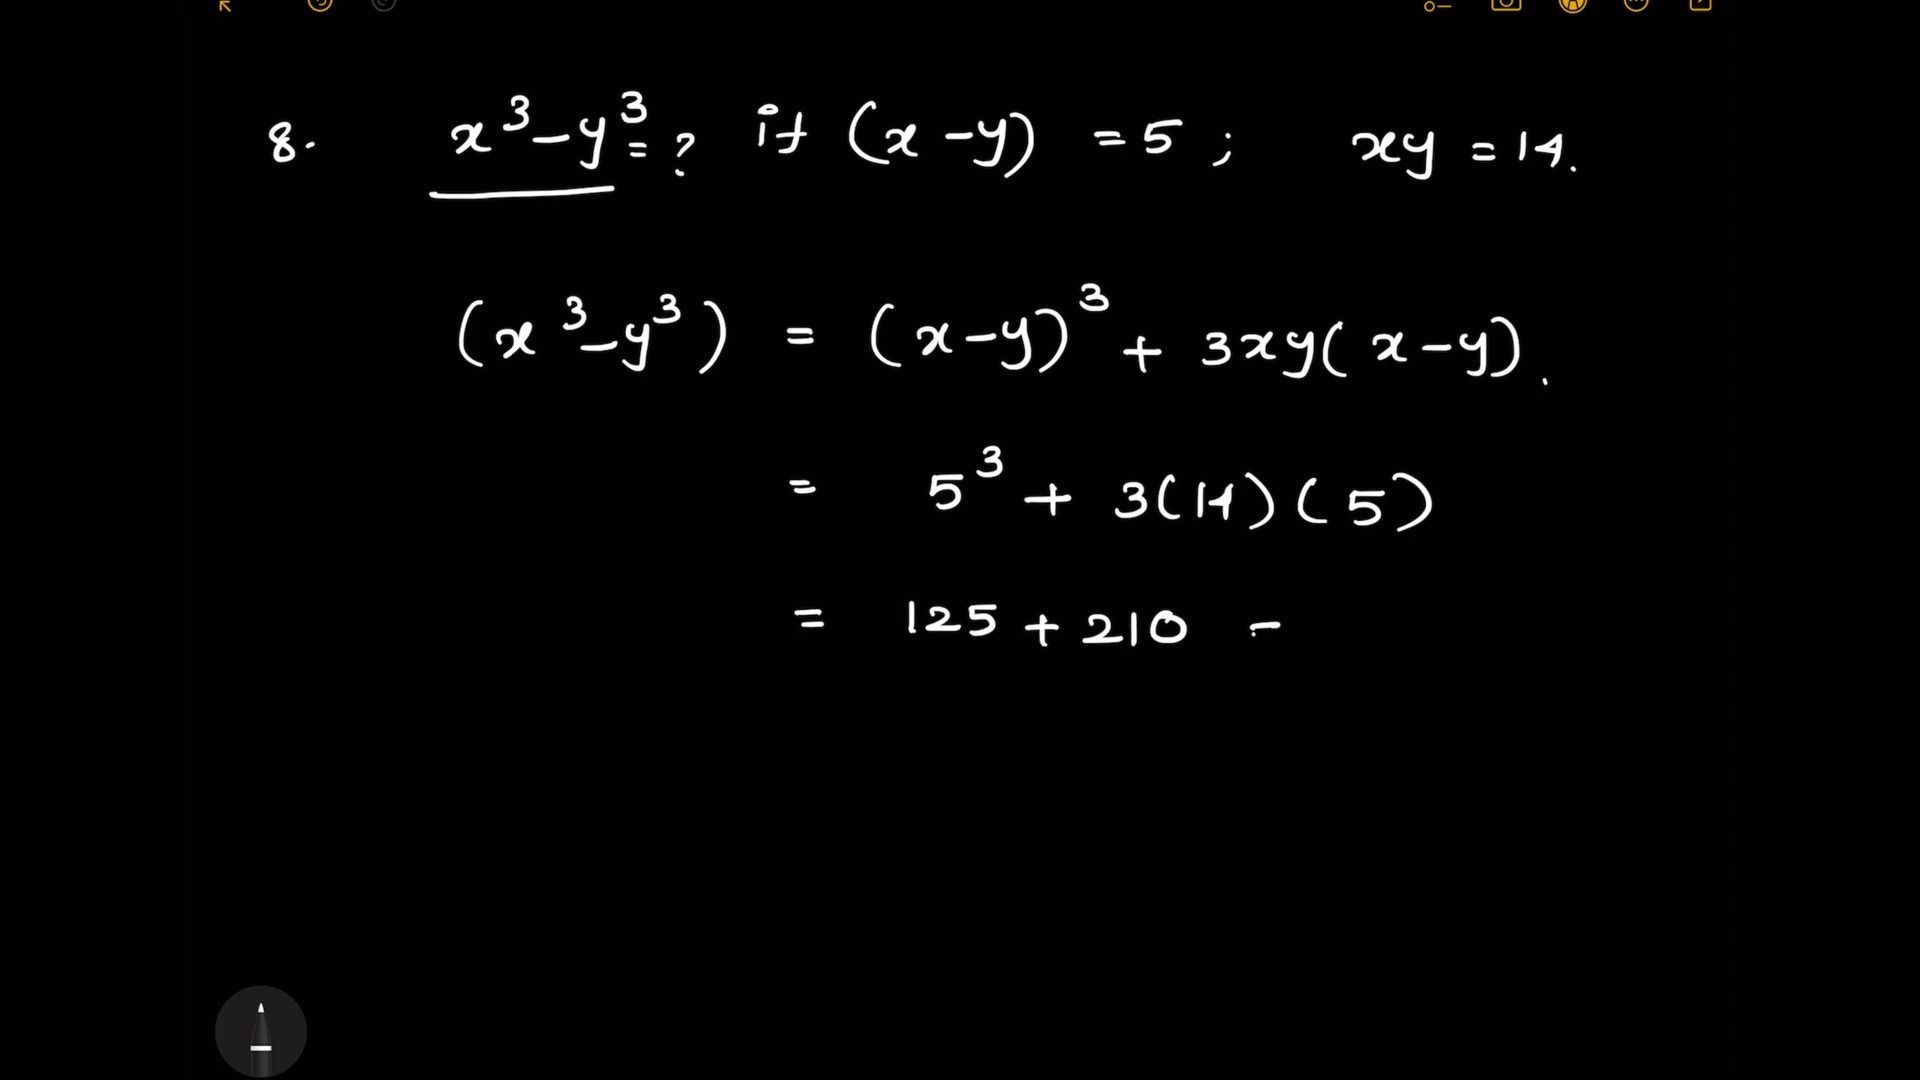 8. x³-y³ = ? if (x-y) = 5 ; xy = 14.
(x³-y³) = (x-y)³ + 3xy(x-y).
= 5³ + 3(14)(5)
= 125 + 210 -